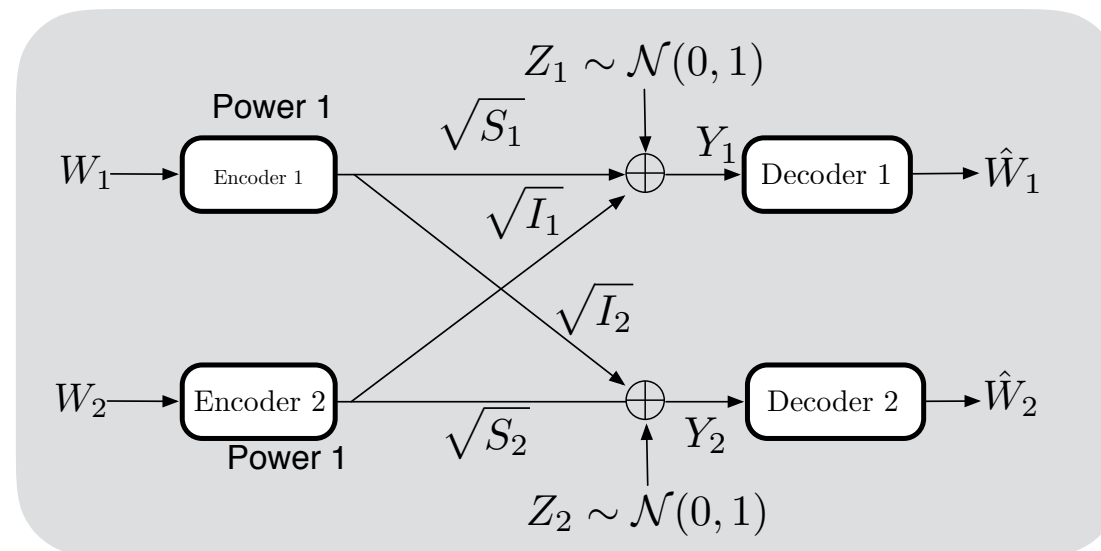 Z₁ ∼ 𝒩(0, 1)
Power 1
√S₁
W₁
Encoder 1
Y₁
Decoder 1
Ŵ₁
√I₁
√I₂
W₂
Encoder 2
Decoder 2
Ŵ₂
√S₂
Y₂
Power 1
Z₂ ∼ 𝒩(0, 1)